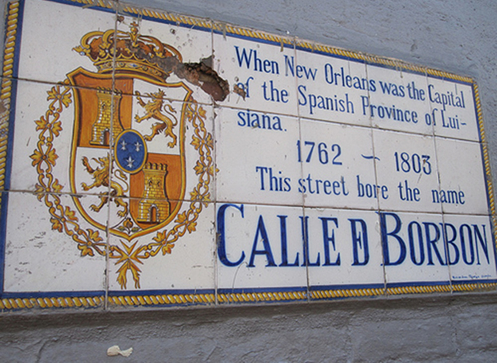 When New Orleans was the Capital
of the Spanish Province of Lui-
siana.
1762 ~ 1803
This street bore the name
CALLE D BORBON